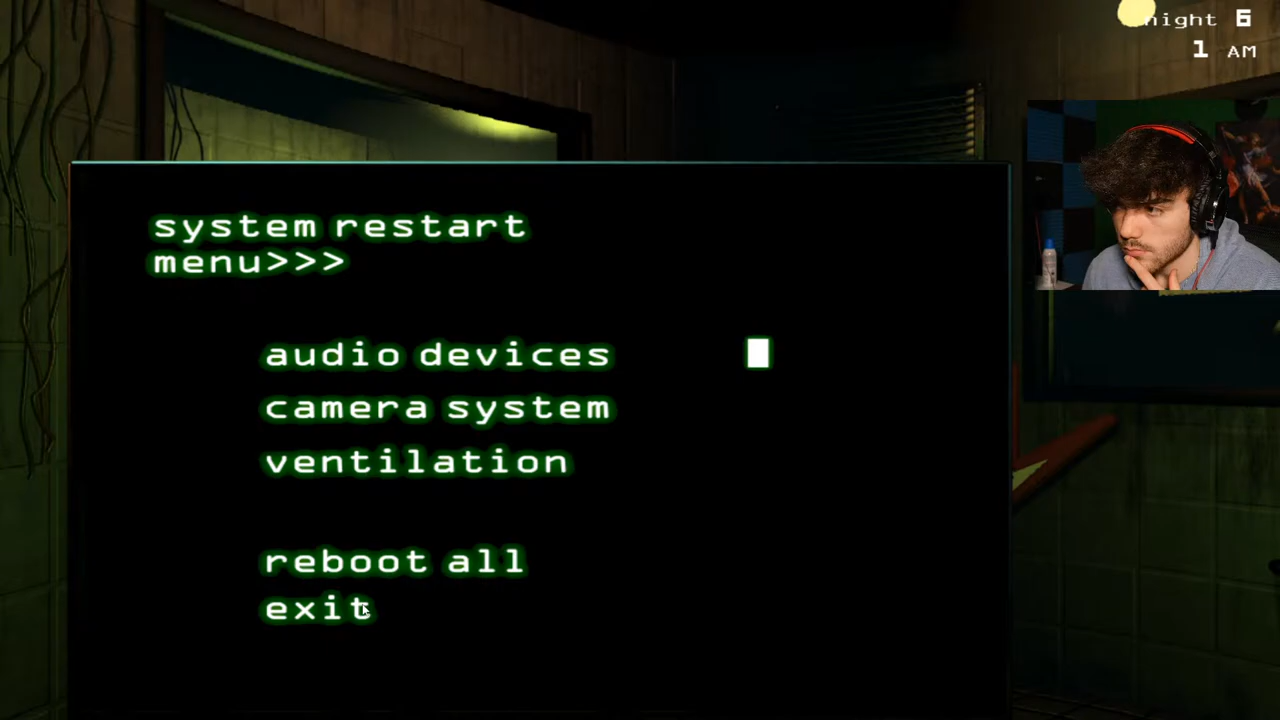 night 6
1 AM
system restart
menu>>>
audio devices
camera system
ventilation
reboot all
exit